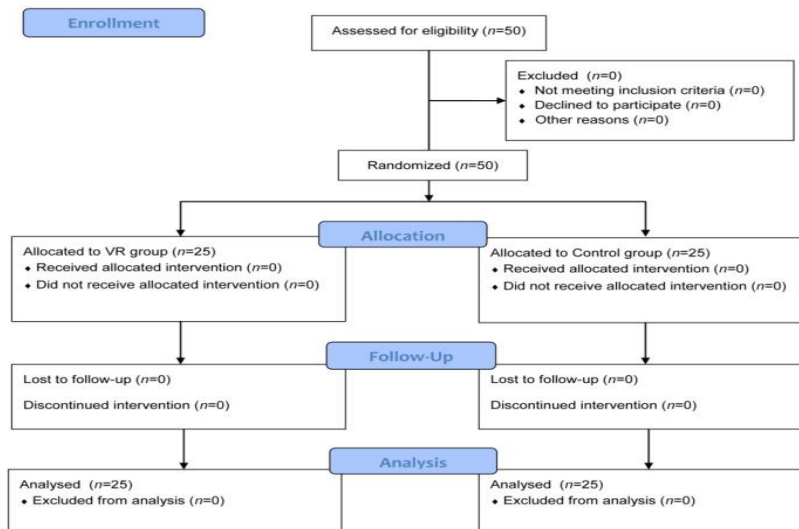 Enrollment
Assessed for eligibility (n=50)
Excluded (n=0)
⬥ Not meeting inclusion criteria (n=0)
⬥ Declined to participate (n=0)
⬥ Other reasons (n=0)
Randomized (n=50)
Allocation
Allocated to VR group (n=25)
⬥ Received allocated intervention (n=0)
⬥ Did not receive allocated intervention (n=0)
Allocated to Control group (n=25)
⬥ Received allocated intervention (n=0)
⬥ Did not receive allocated intervention (n=0)
Follow-Up
Lost to follow-up (n=0)
Discontinued intervention (n=0)
Lost to follow-up (n=0)
Discontinued intervention (n=0)
Analysis
Analysed (n=25)
⬥ Excluded from analysis (n=0)
Analysed (n=25)
⬥ Excluded from analysis (n=0)